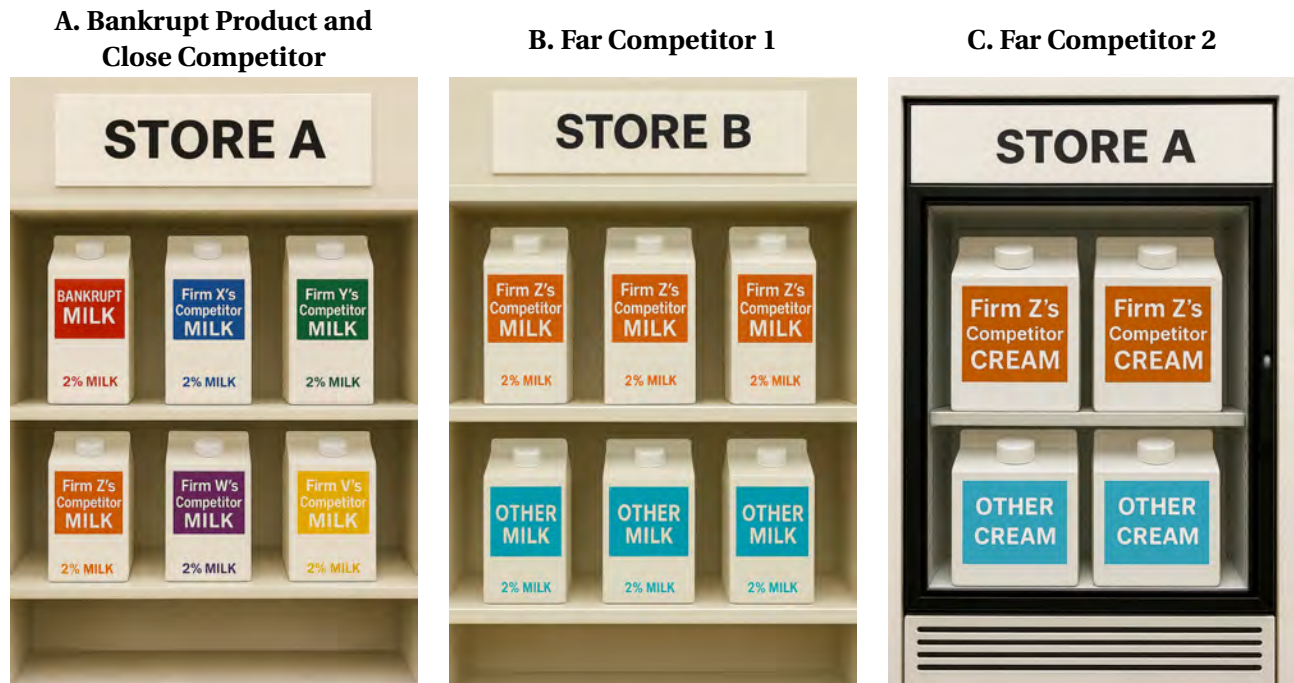 A. Bankrupt Product and
Close Competitor
STORE A
BANKRUPT
MILK
2% MILK
Firm X's
Competitor
MILK
2% MILK
Firm Y's
Competitor
MILK
2% MILK
Firm Z's
Competitor
MILK
2% MILK
Firm W's
Competitor
MILK
2% MILK
Firm V's
Competitor
MILK
2% MILK
B. Far Competitor 1
STORE B
Firm Z's
Competitor
MILK
2% MILK
Firm Z's
Competitor
MILK
2% MILK
Firm Z's
Competitor
MILK
2% MILK
OTHER
MILK
2% MILK
OTHER
MILK
2% MILK
OTHER
MILK
2% MILK
C. Far Competitor 2
STORE A
Firm Z's
Competitor
CREAM
Firm Z's
Competitor
CREAM
OTHER
CREAM
OTHER
CREAM